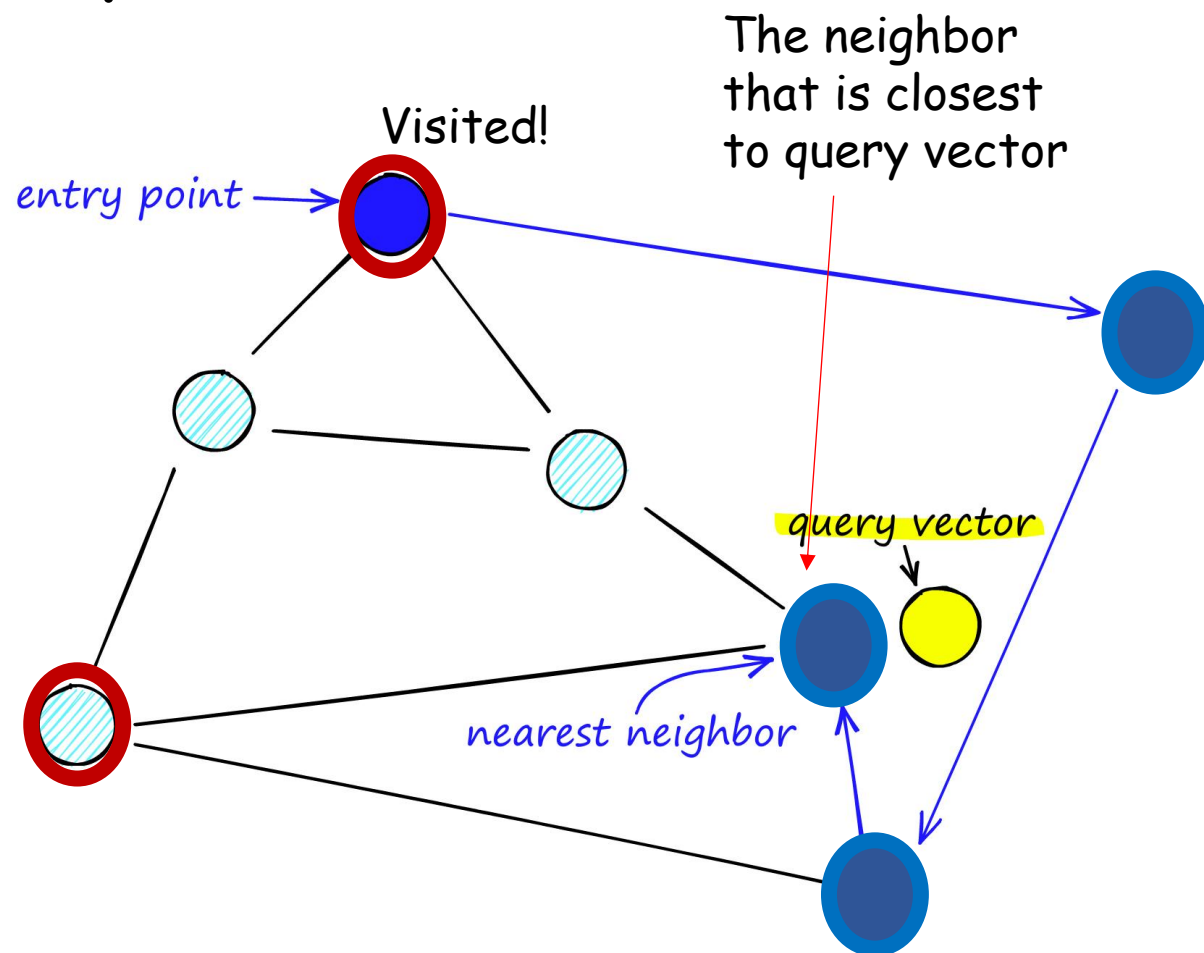 The neighbor
that is closest
to query vector
Visited!
entry point
query vector
nearest neighbor